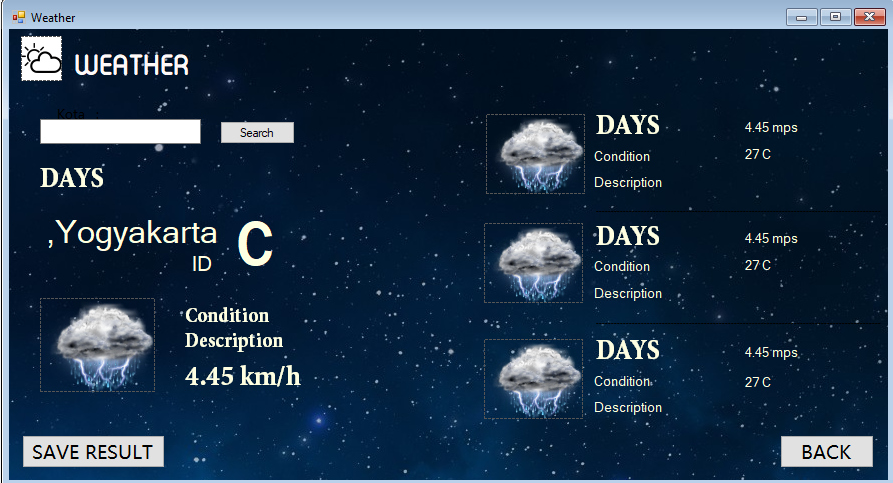 Weather
WEATHER
Kota
Search
DAYS
,Yogyakarta
C
ID
Condition
Description
4.45 km/h
DAYS
4.45 mps
Condition
27 C
Description
DAYS
4.45 mps
Condition
27 C
Description
DAYS
4.45 mps
Condition
27 C
Description
SAVE RESULT
BACK